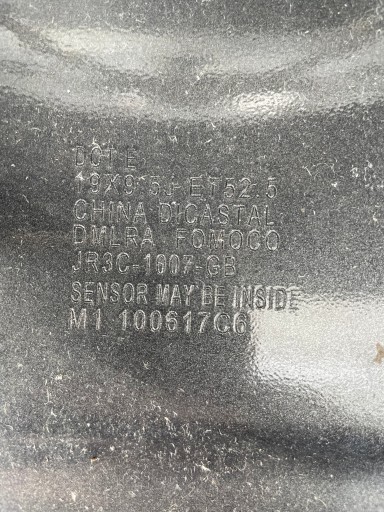 DOT E
19X9.5J ET52.5
CHINA DICASTAL
DMLRA FOMOCO
JR3C-1007-GB
SENSOR MAY BE INSIDE
M1 100617C6